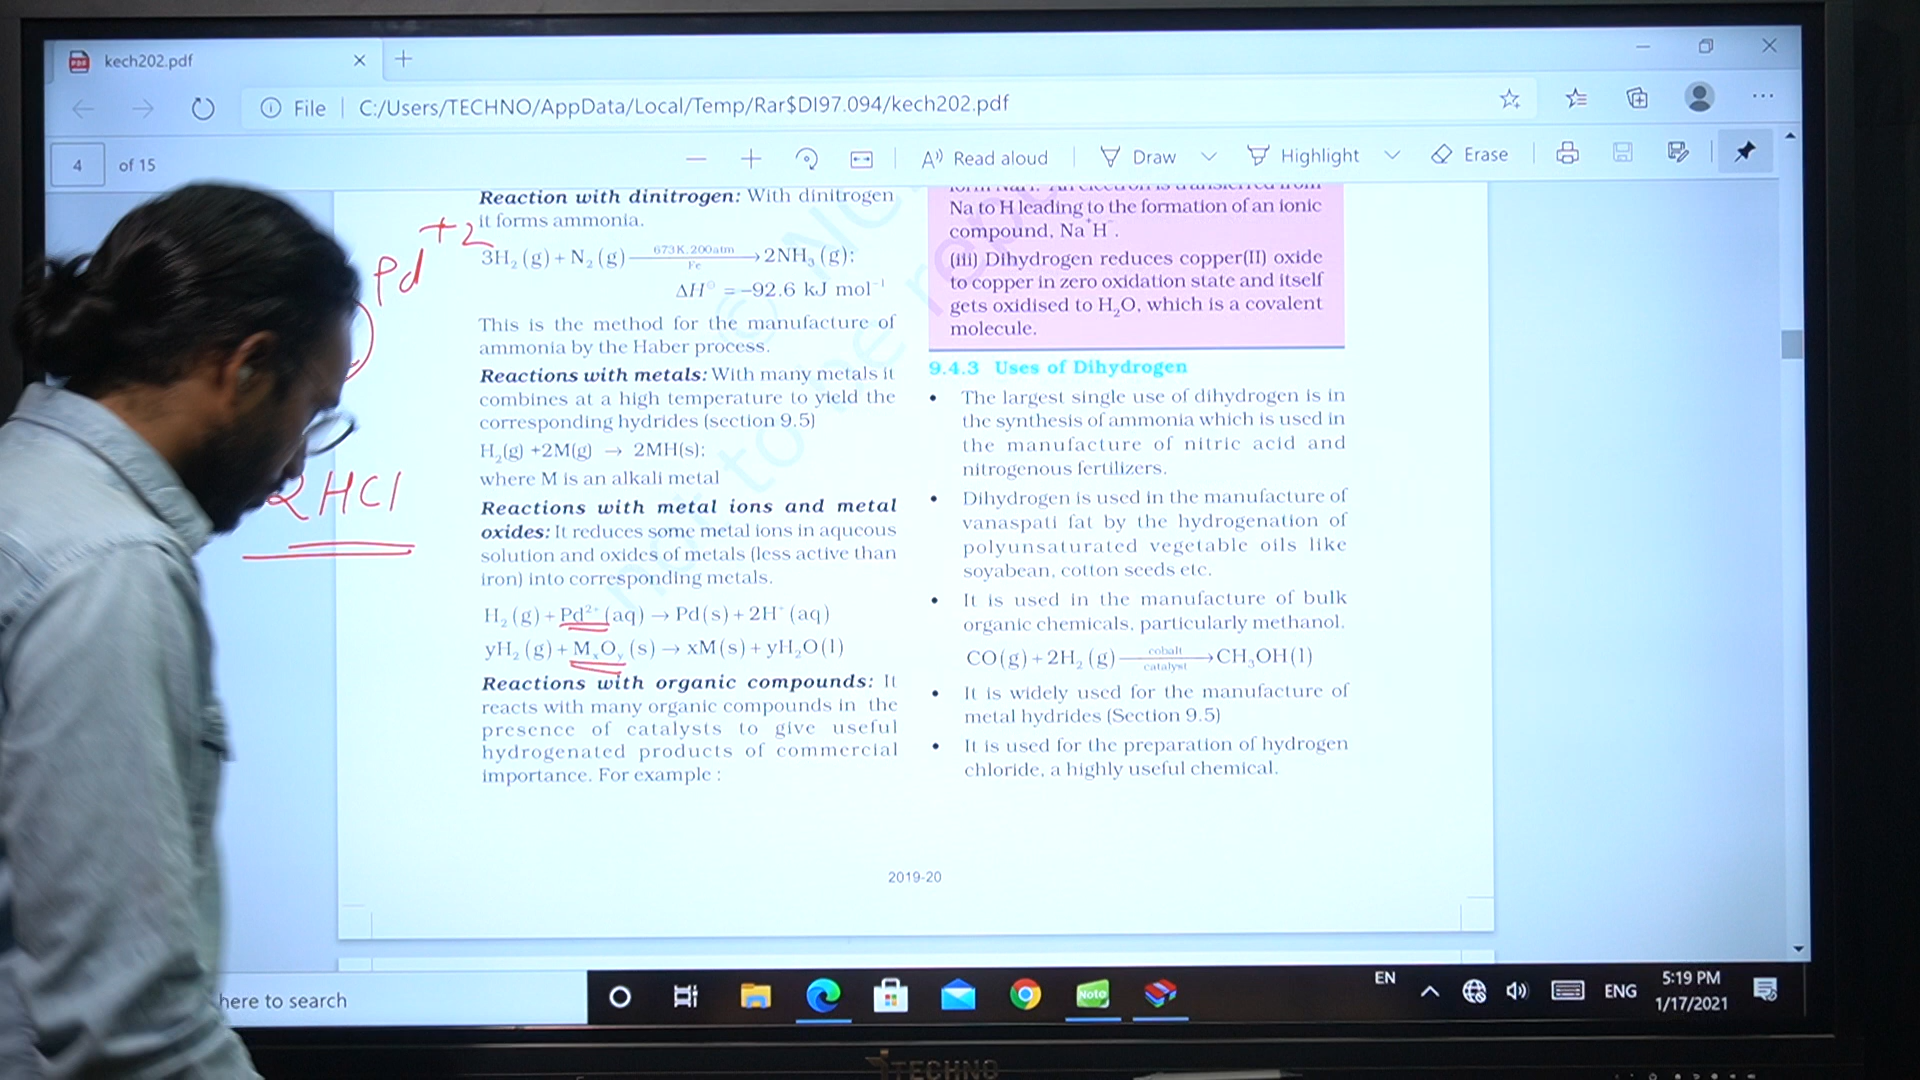 kech202.pdf
File | C:/Users/TECHNO/AppData/Local/Temp/Rar$DI97.094/kech202.pdf
4 of 15
Read aloud
Draw
Highlight
Erase
Reaction with dinitrogen: With dinitrogen
it forms ammonia.
3H₂(g) + N₂(g) —673K, 200atm / Fe→ 2NH₃(g);
ΔH° = –92.6 kJ mol⁻¹
This is the method for the manufacture of
ammonia by the Haber process.
Reactions with metals: With many metals it
combines at a high temperature to yield the
corresponding hydrides (section 9.5)
H₂(g) +2M(g) → 2MH(s);
where M is an alkali metal
Reactions with metal ions and metal
oxides: It reduces some metal ions in aqueous
solution and oxides of metals (less active than
iron) into corresponding metals.
H₂(g) + Pd²⁺(aq) → Pd(s) + 2H⁺(aq)
yH₂(g) + MₓOᵧ(s) → xM(s) + yH₂O(l)
Reactions with organic compounds: It
reacts with many organic compounds in the
presence of catalysts to give useful
hydrogenated products of commercial
importance. For example :
Pd +2
2HCl
Na to H leading to the formation of an ionic
compound, Na⁺H⁻.
(iii) Dihydrogen reduces copper(II) oxide
to copper in zero oxidation state and itself
gets oxidised to H₂O, which is a covalent
molecule.
9.4.3 Uses of Dihydrogen
• The largest single use of dihydrogen is in
the synthesis of ammonia which is used in
the manufacture of nitric acid and
nitrogenous fertilizers.
• Dihydrogen is used in the manufacture of
vanaspati fat by the hydrogenation of
polyunsaturated vegetable oils like
soyabean, cotton seeds etc.
• It is used in the manufacture of bulk
organic chemicals, particularly methanol.
CO(g) + 2H₂(g) —cobalt / catalyst→ CH₃OH(l)
• It is widely used for the manufacture of
metal hydrides (Section 9.5)
• It is used for the preparation of hydrogen
chloride, a highly useful chemical.
2019-20
here to search
Noto
EN
ENG
5:19 PM
1/17/2021
TECHNO